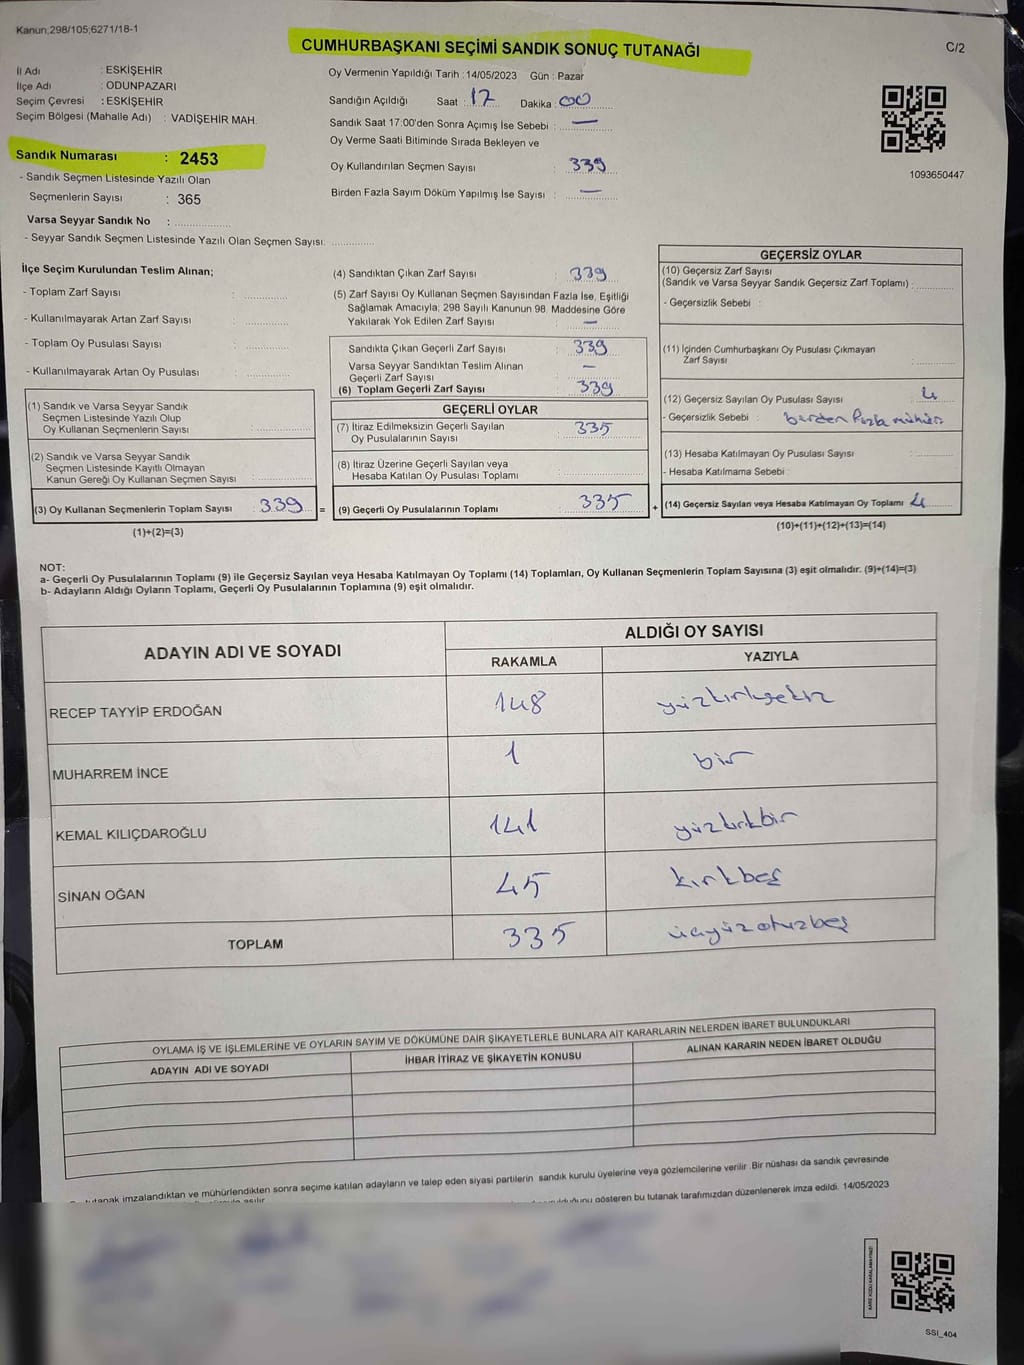 Kanun;298/105;6271/18-1
CUMHURBAŞKANI SEÇİMİ SANDIK SONUÇ TUTANAĞI
C/2
İl Adı : ESKİŞEHİR
İlçe Adı : ODUNPAZARI
Seçim Çevresi : ESKİŞEHİR
Seçim Bölgesi (Mahalle Adı) : VADİŞEHİR MAH.
Sandık Numarası : 2453
- Sandık Seçmen Listesinde Yazılı Olan
Seçmenlerin Sayısı : 365
Varsa Seyyar Sandık No :
- Seyyar Sandık Seçmen Listesinde Yazılı Olan Seçmen Sayısı:
Oy Vermenin Yapıldığı Tarih : 14/05/2023 Gün : Pazar
Sandığın Açıldığı Saat : 17 Dakika : 00
Sandık Saat 17:00'den Sonra Açımış İse Sebebi : —
Oy Verme Saati Bitiminde Sırada Bekleyen ve
Oy Kullandırılan Seçmen Sayısı : 339
Birden Fazla Sayım Döküm Yapılmış İse Sayısı : —
1093650447
İlçe Seçim Kurulundan Teslim Alınan;
- Toplam Zarf Sayısı :
- Kullanılmayarak Artan Zarf Sayısı :
- Toplam Oy Pusulası Sayısı :
- Kullanılmayarak Artan Oy Pusulası :
(1) Sandık ve Varsa Seyyar Sandık
Seçmen Listesinde Yazılı Olup
Oy Kullanan Seçmenlerin Sayısı :
(2) Sandık ve Varsa Seyyar Sandık
Seçmen Listesinde Kayıtlı Olmayan
Kanun Gereği Oy Kullanan Seçmen Sayısı :
(3) Oy Kullanan Seçmenlerin Toplam Sayısı : 339 =
(1)+(2)=(3)
(4) Sandıktan Çıkan Zarf Sayısı : 339
(5) Zarf Sayısı Oy Kullanan Seçmen Sayısından Fazla İse, Eşitliği
Sağlamak Amacıyla; 298 Sayılı Kanunun 98. Maddesine Göre
Yakılarak Yok Edilen Zarf Sayısı : —
Sandıkta Çıkan Geçerli Zarf Sayısı : 339
Varsa Seyyar Sandıktan Teslim Alınan
Geçerli Zarf Sayısı : —
(6) Toplam Geçerli Zarf Sayısı : 339
GEÇERLİ OYLAR
(7) İtiraz Edilmeksizin Geçerli Sayılan
Oy Pusulalarının Sayısı : 335
(8) İtiraz Üzerine Geçerli Sayılan veya
Hesaba Katılan Oy Pusulası Toplamı :
(9) Geçerli Oy Pusulalarının Toplamı : 335 +
GEÇERSİZ OYLAR
(10) Geçersiz Zarf Sayısı
(Sandık ve Varsa Seyyar Sandık Geçersiz Zarf Toplamı) :
- Geçersizlik Sebebi :
(11) İçinden Cumhurbaşkanı Oy Pusulası Çıkmayan
Zarf Sayısı :
(12) Geçersiz Sayılan Oy Pusulası Sayısı : 4
- Geçersizlik Sebebi : birden fazla mühür
(13) Hesaba Katılmayan Oy Pusulası Sayısı :
- Hesaba Katılmama Sebebi :
(14) Geçersiz Sayılan veya Hesaba Katılmayan Oy Toplamı 4
(10)+(11)+(12)+(13)=(14)
NOT:
a- Geçerli Oy Pusulalarının Toplamı (9) ile Geçersiz Sayılan veya Hesaba Katılmayan Oy Toplamı (14) Toplamları, Oy Kullanan Seçmenlerin Toplam Sayısına (3) eşit olmalıdır. (9)+(14)=(3)
b- Adayların Aldığı Oyların Toplamı, Geçerli Oy Pusulalarının Toplamına (9) eşit olmalıdır.
ADAYIN ADI VE SOYADI
ALDIĞI OY SAYISI
RAKAMLA YAZIYLA
RECEP TAYYİP ERDOĞAN 148 yüzkırksekiz
MUHARREM İNCE 1 bir
KEMAL KILIÇDAROĞLU 141 yüzkırkbir
SİNAN OĞAN 45 kırkbeş
TOPLAM 335 üçyüzotuzbeş
OYLAMA İŞ VE İŞLEMLERİNE VE OYLARIN SAYIM VE DÖKÜMÜNE DAİR ŞİKAYETLERLE BUNLARA AİT KARARLARIN NELERDEN İBARET BULUNDUKLARI
ADAYIN ADI VE SOYADI İHBAR İTİRAZ VE ŞİKAYETİN KONUSU ALINAN KARARIN NEDEN İBARET OLDUĞU
tutanak imzalandıktan ve mühürlendikten sonra seçime katılan adayların ve talep eden siyasi partilerin sandık kurulu üyelerine veya gözlemcilerine verilir. Bir nüshası da sandık çevresinde
gösteren bu tutanak tarafımızdan düzenlenerek imza edildi. 14/05/2023
SSI_404